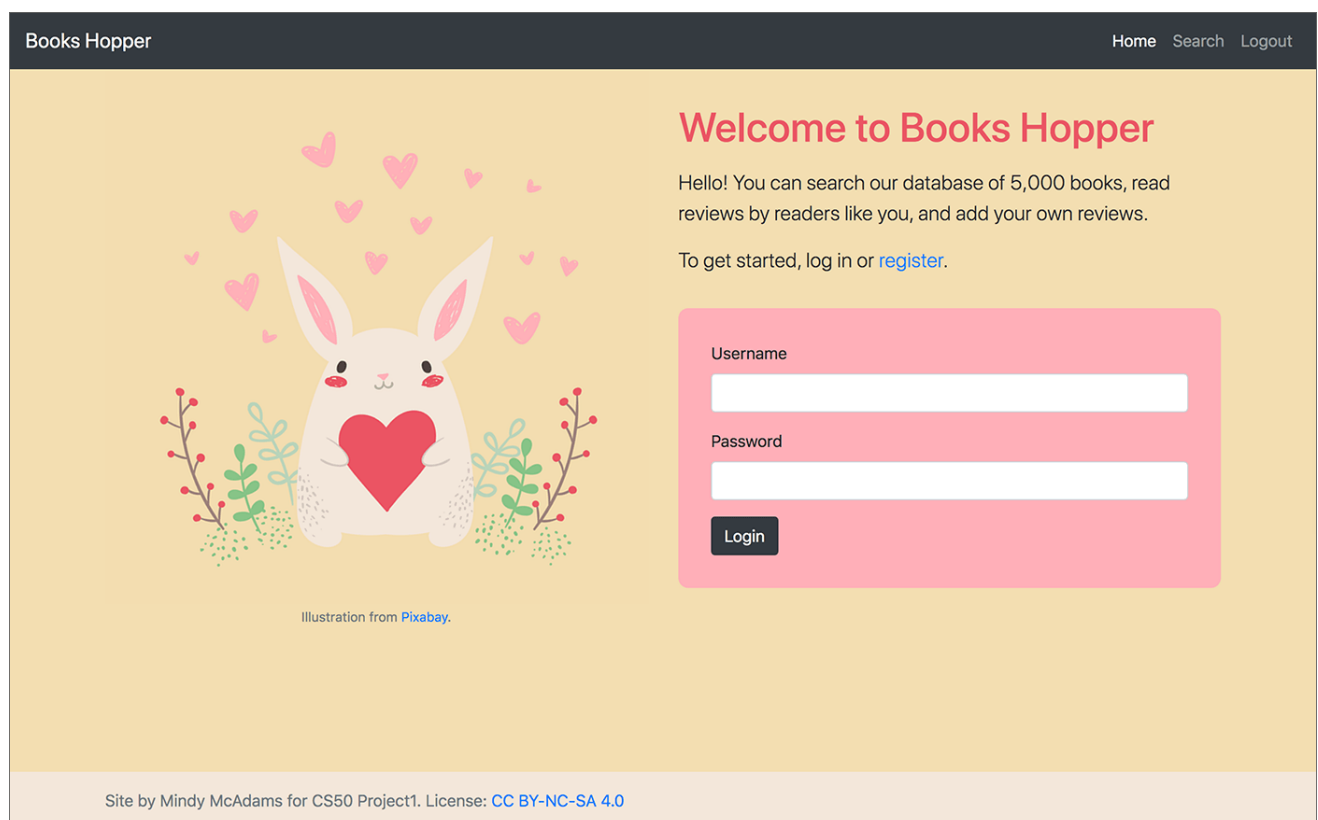 Books Hopper
Home Search Logout
Welcome to Books Hopper
Hello! You can search our database of 5,000 books, read
reviews by readers like you, and add your own reviews.
To get started, log in or register.
Username
Password
Login
Illustration from Pixabay.
Site by Mindy McAdams for CS50 Project1. License: CC BY-NC-SA 4.0